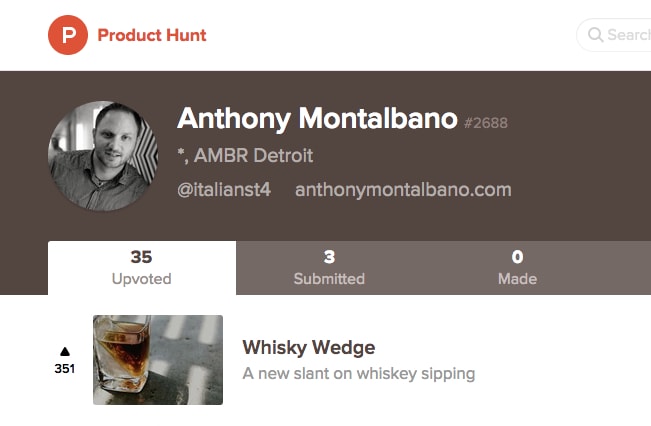 P Product Hunt
Search
Anthony Montalbano #2688
*, AMBR Detroit
@italianst4 anthonymontalbano.com
35 3 0
Upvoted Submitted Made
Whisky Wedge
351 A new slant on whiskey sipping